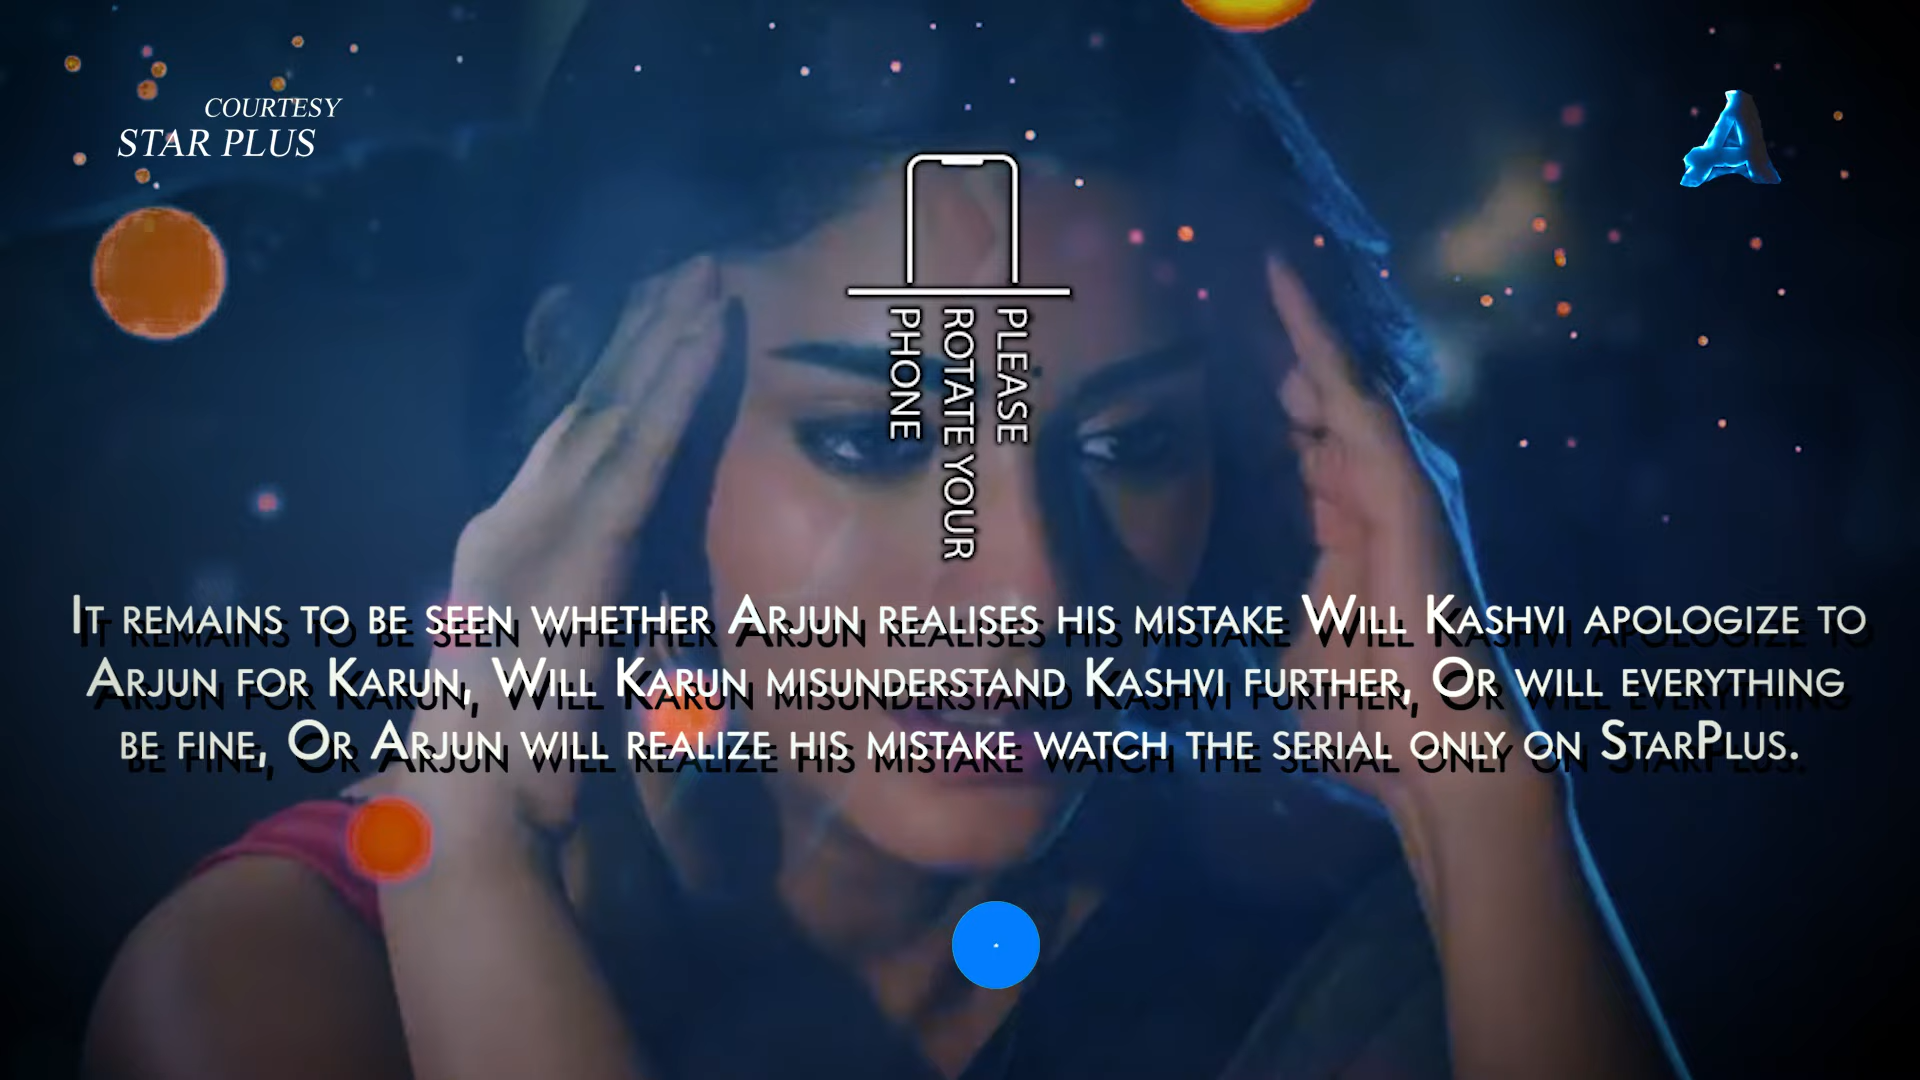 COURTESY
STAR PLUS
A
PLEASE
ROTATE YOUR
PHONE
It remains to be seen whether Arjun realises his mistake Will Kashvi apologize to
Arjun for Karun, Will Karun misunderstand Kashvi further, Or will everything
be fine, Or Arjun will realize his mistake watch the serial only on StarPlus.